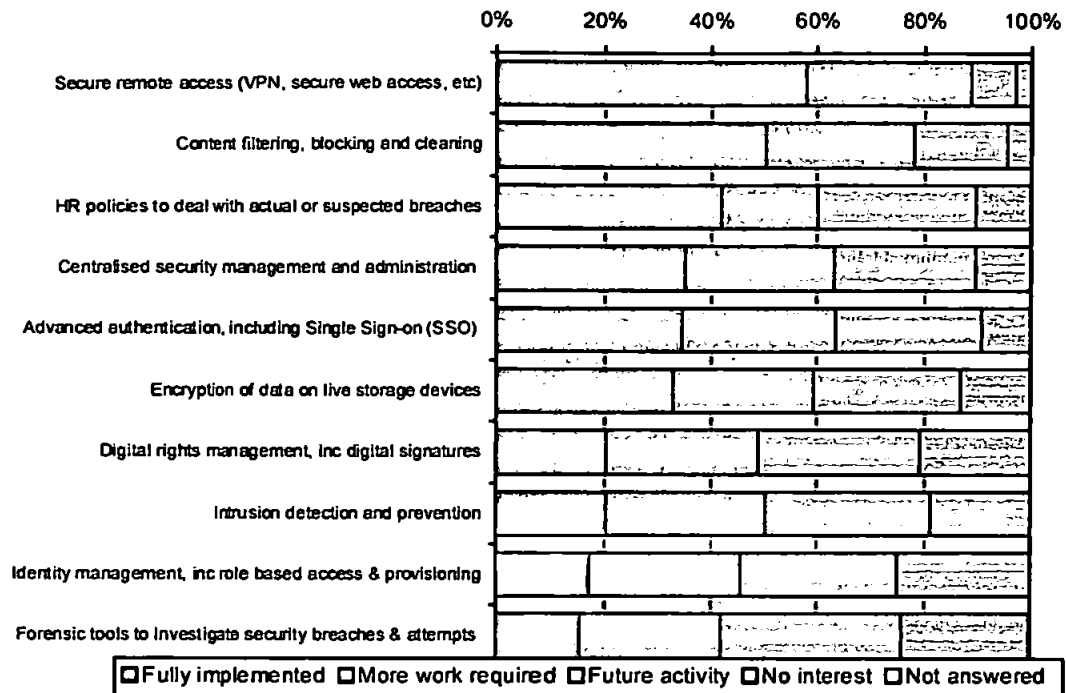 0% 20% 40% 60% 80% 100%
Secure remote access (VPN, secure web access, etc)
Content filtering, blocking and cleaning
HR policies to deal with actual or suspected breaches
Centralised security management and administration
Advanced authentication, including Single Sign-on (SSO)
Encryption of data on live storage devices
Digital rights management, inc digital signatures
Intrusion detection and prevention
Identity management, inc role based access & provisioning
Forensic tools to investigate security breaches & attempts
Fully implemented More work required Future activity No interest Not answered